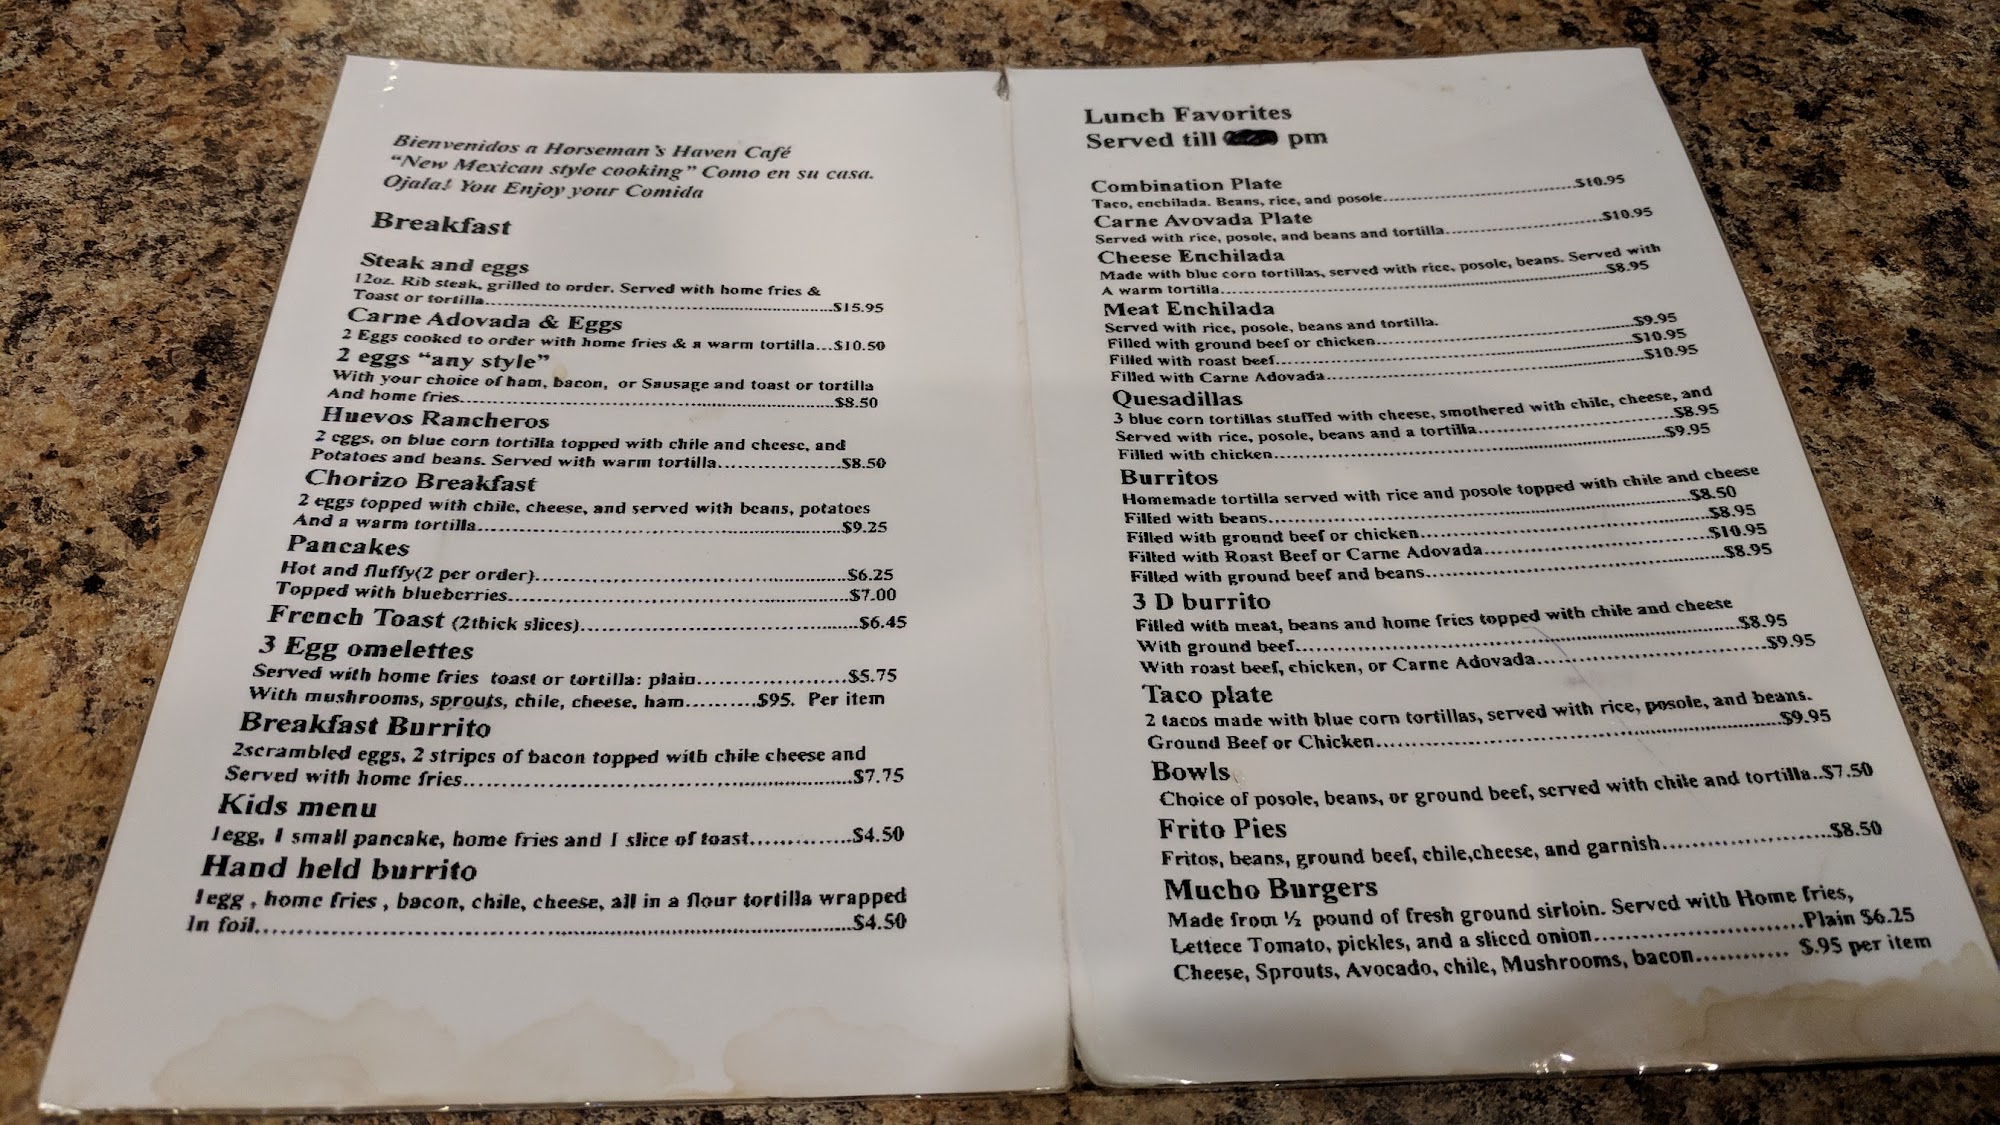 Bienvenidos a Horseman's Haven Café
"New Mexican style cooking" Como en su casa.
Ojala! You Enjoy your Comida
Breakfast
Steak and eggs
12oz. Rib steak, grilled to order. Served with home fries &
Toast or tortilla...............$15.95
Carne Adovada & Eggs
2 Eggs cooked to order with home fries & a warm tortilla...$10.50
2 eggs "any style"
With your choice of ham, bacon, or Sausage and toast or tortilla
And home fries...............$8.50
Huevos Rancheros
2 eggs, on blue corn tortilla topped with chile and cheese, and
Potatoes and beans. Served with warm tortilla...............$8.50
Chorizo Breakfast
2 eggs topped with chile, cheese, and served with beans, potatoes
And a warm tortilla...............$9.25
Pancakes
Hot and fluffy(2 per order)...............$6.25
Topped with blueberries...............$7.00
French Toast (2thick slices)...............$6.45
3 Egg omelettes
Served with home fries toast or tortilla: plain...............$5.75
With mushrooms, sprouts, chile, cheese, ham..........$95. Per item
Breakfast Burrito
2scrambled eggs, 2 stripes of bacon topped with chile cheese and
Served with home fries...............$7.75
Kids menu
1egg, 1 small pancake, home fries and 1 slice of toast..............$4.50
Hand held burrito
1egg , home fries , bacon, chile, cheese, all in a flour tortilla wrapped
In foil...............$4.50
Lunch Favorites
Served till pm
Combination Plate
Taco, enchilada. Beans, rice, and posole...............$10.95
Carne Avovada Plate
Served with rice, posole, and beans and tortilla...............$10.95
Cheese Enchilada
Made with blue corn tortillas, served with rice, posole, beans. Served with
A warm tortilla...............$8.95
Meat Enchilada
Served with rice, posole, beans and tortilla.
Filled with ground beef or chicken...............$9.95
Filled with roast beef...............$10.95
Filled with Carne Adovada...............$10.95
Quesadillas
3 blue corn tortillas stuffed with cheese, smothered with chile, cheese, and
Served with rice, posole, beans and a tortilla...............$8.95
Filled with chicken...............$9.95
Burritos
Homemade tortilla served with rice and posole topped with chile and cheese
Filled with beans...............$8.50
Filled with ground beef or chicken...............$8.95
Filled with Roast Beef or Carne Adovada...............$10.95
Filled with ground beef and beans...............$8.95
3 D burrito
Filled with meat, beans and home fries topped with chile and cheese
With ground beef...............$8.95
With roast beef, chicken, or Carne Adovada...............$9.95
Taco plate
2 tacos made with blue corn tortillas, served with rice, posole, and beans.
Ground Beef or Chicken...............$9.95
Bowls
Choice of posole, beans, or ground beef, served with chile and tortilla..$7.50
Frito Pies
Fritos, beans, ground beef, chile,cheese, and garnish...............$8.50
Mucho Burgers
Made from ½ pound of fresh ground sirloin. Served with Home fries,
Lettece Tomato, pickles, and a sliced onion...............Plain $6.25
Cheese, Sprouts, Avocado, chile, Mushrooms, bacon............ $.95 per item